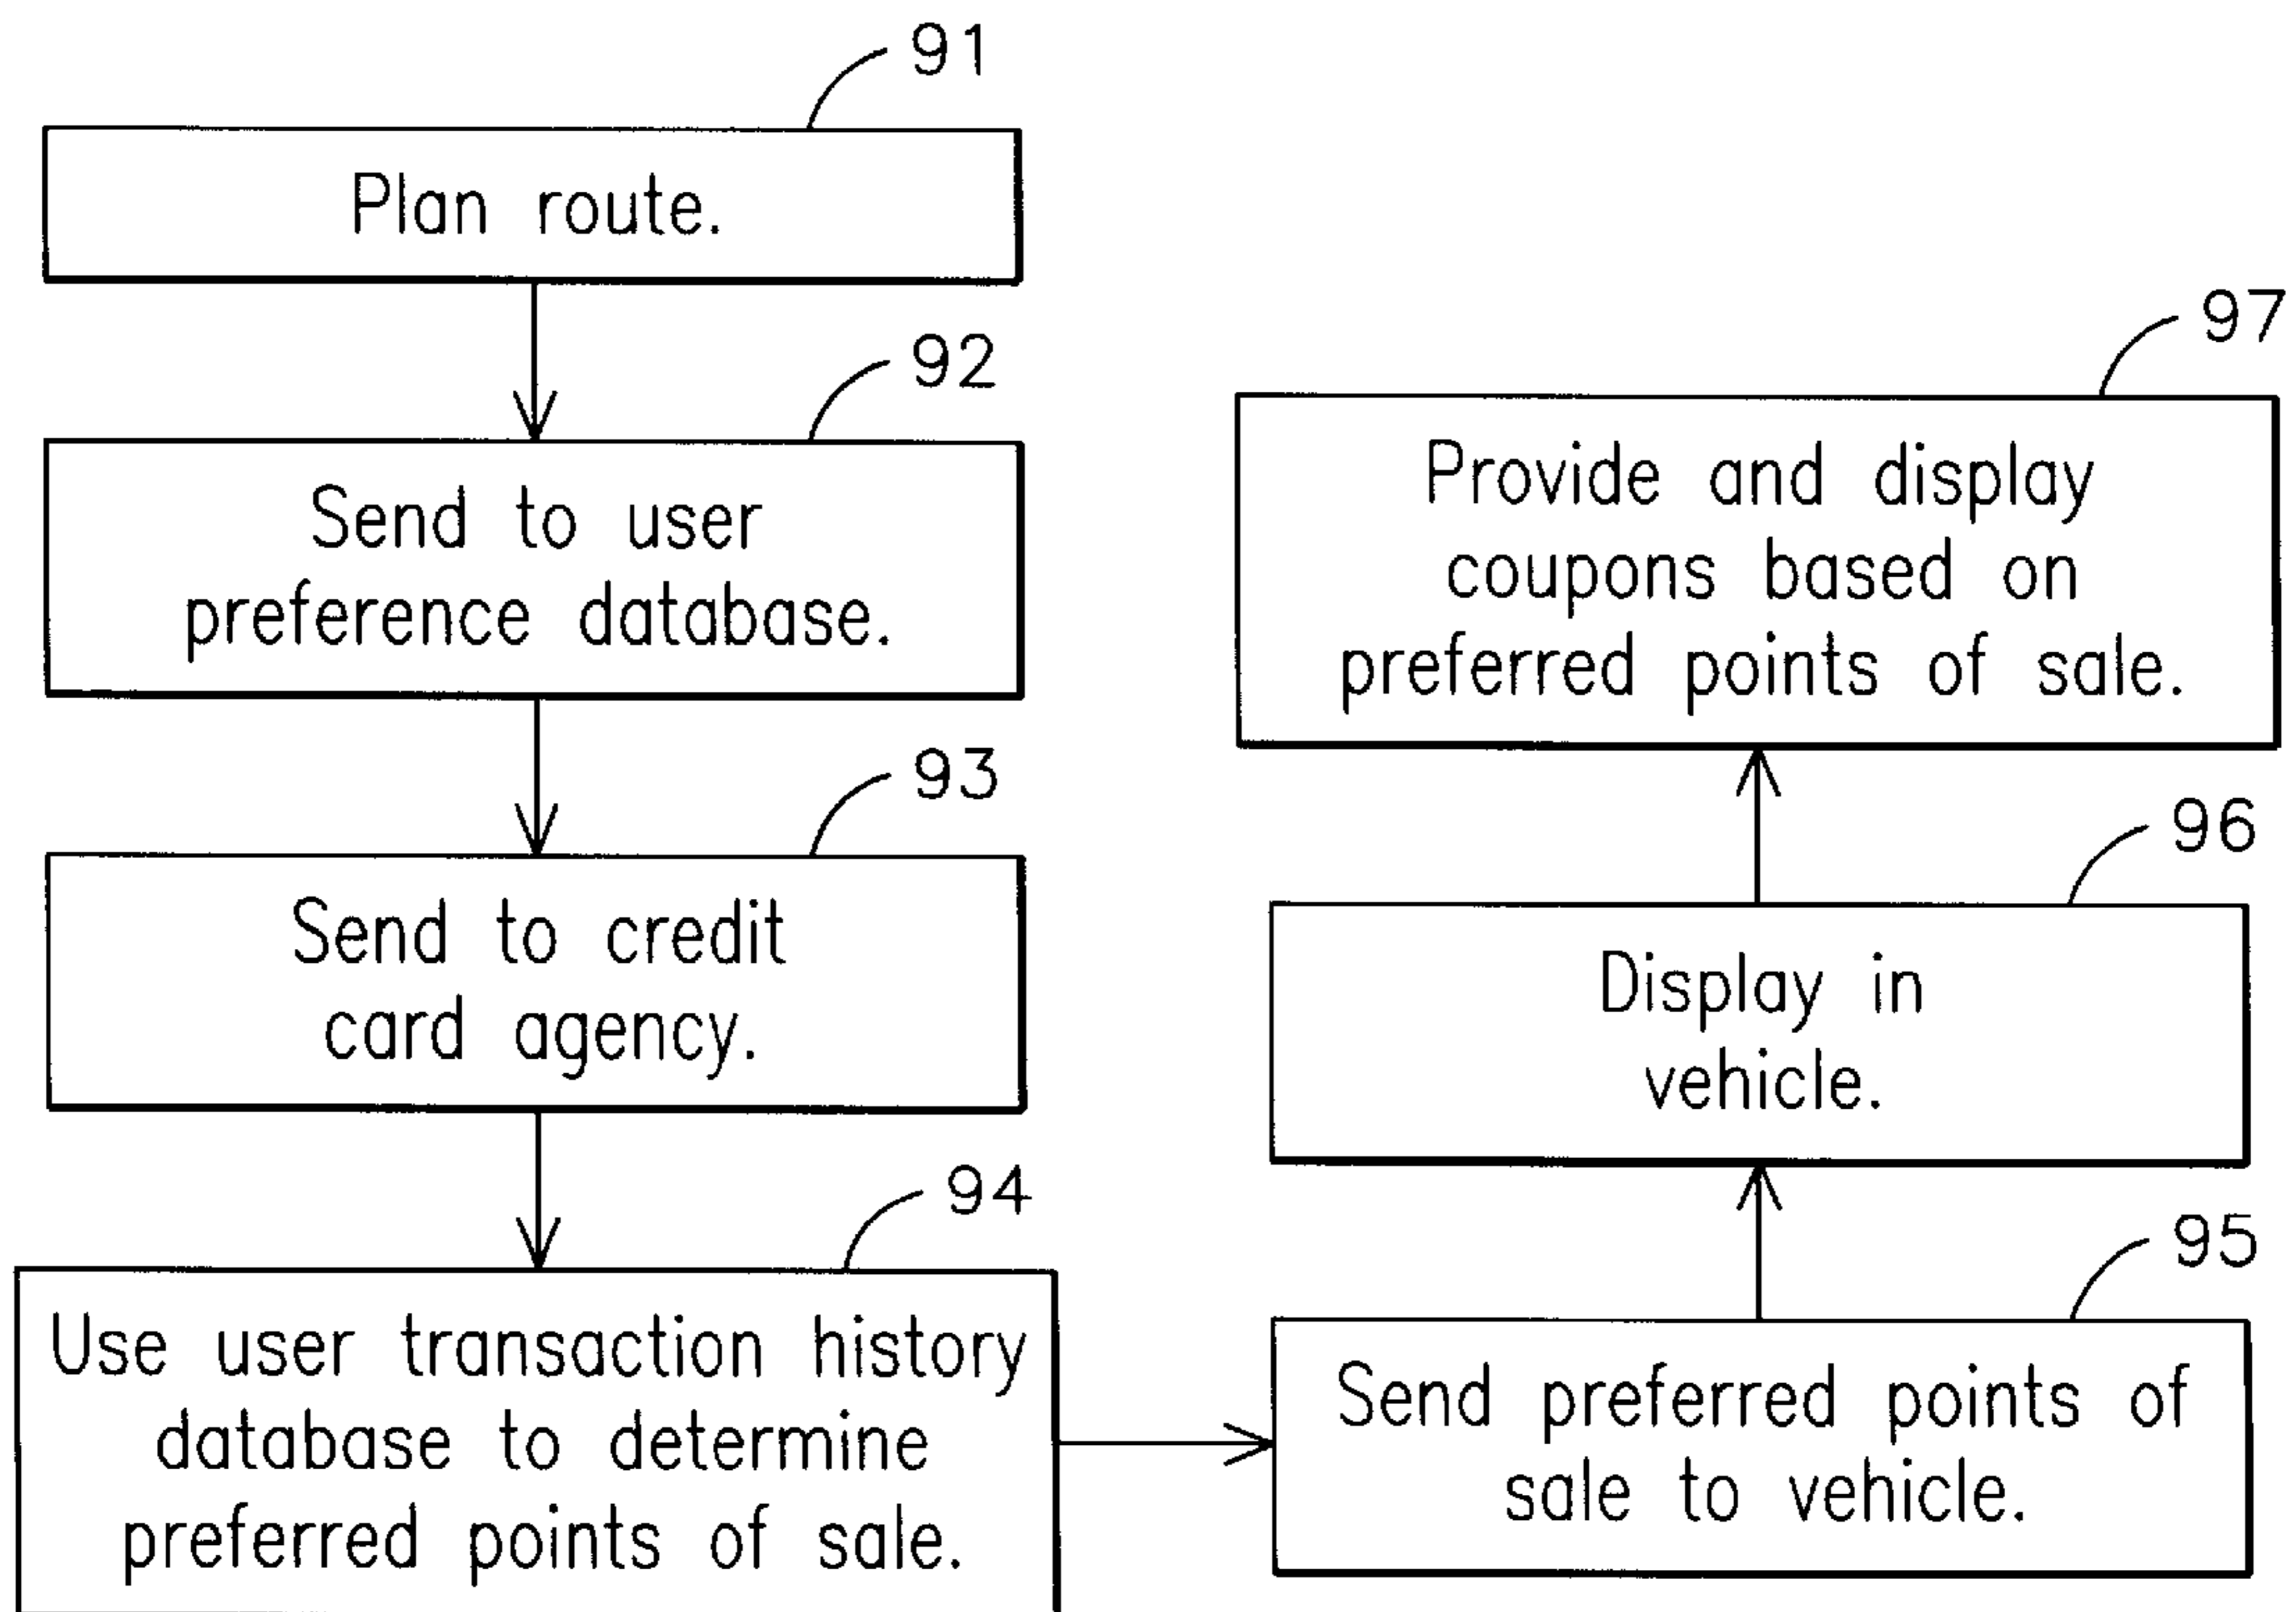 91
Plan route.
92
Send to user
preference database.
93
Send to credit
card agency.
94
Use user transaction history
database to determine
preferred points of sale.
95
Send preferred points of
sale to vehicle.
96
Display in
vehicle.
97
Provide and display
coupons based on
preferred points of sale.